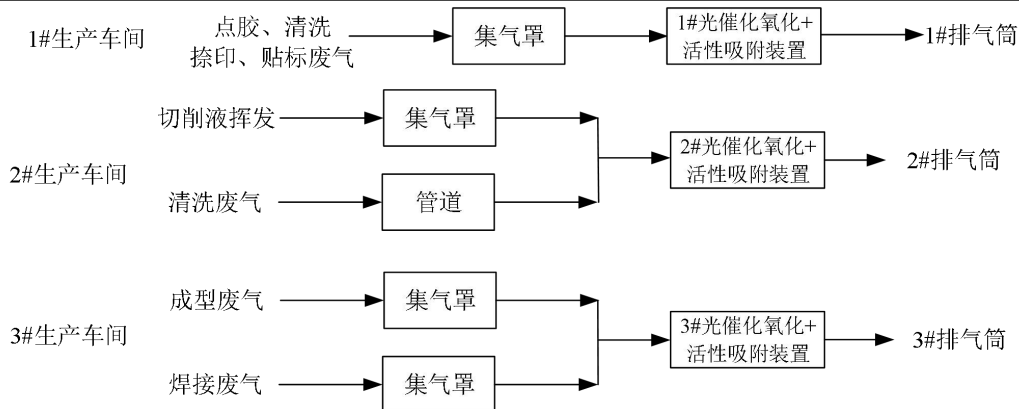 1#生产车间
点胶、清洗
捺印、贴标废气
集气罩
1#光催化氧化+
活性吸附装置
1#排气筒
2#生产车间
切削液挥发
集气罩
清洗废气
管道
2#光催化氧化+
活性吸附装置
2#排气筒
3#生产车间
成型废气
集气罩
焊接废气
集气罩
3#光催化氧化+
活性吸附装置
3#排气筒